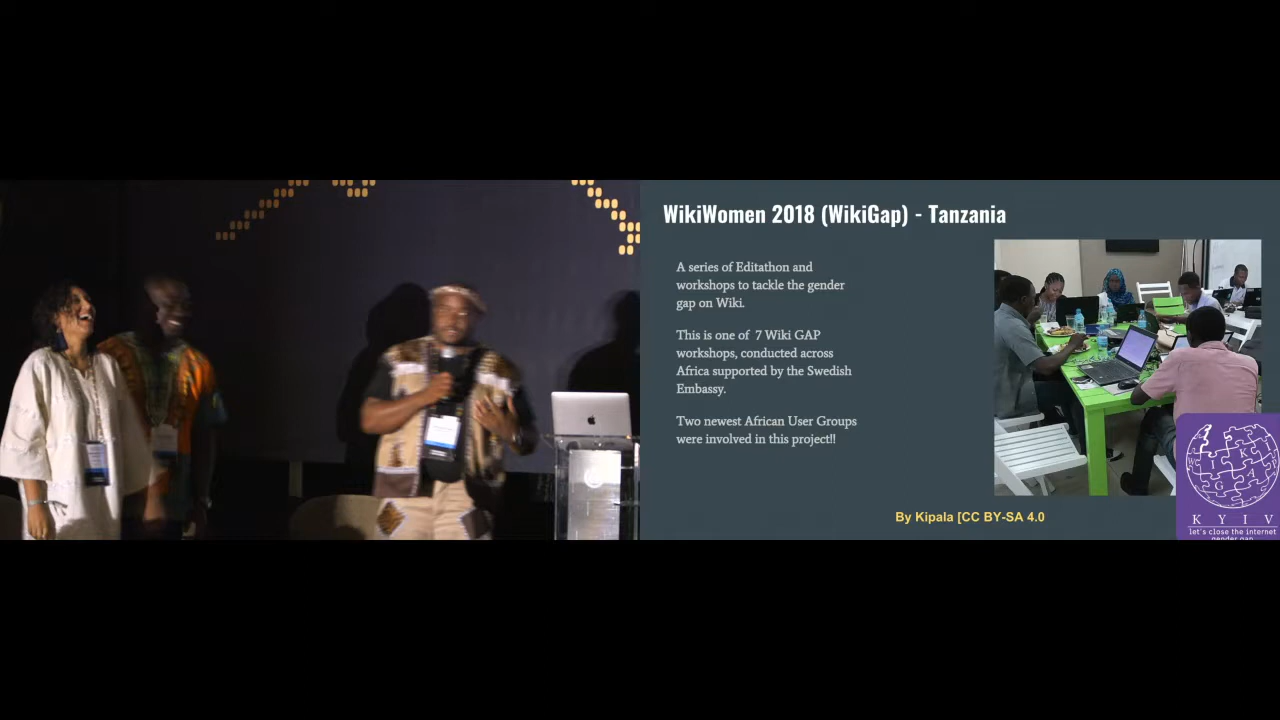 WikiWomen 2018 (WikiGap) - Tanzania
A series of Editathon and
workshops to tackle the gender
gap on Wiki.
This is one of 7 Wiki GAP
workshops, conducted across
Africa supported by the Swedish
Embassy.
Two newest African User Groups
were involved in this project!!
By Kipala [CC BY-SA 4.0
W I K I
G A P
K Y I V
let's close the internet
gender gap